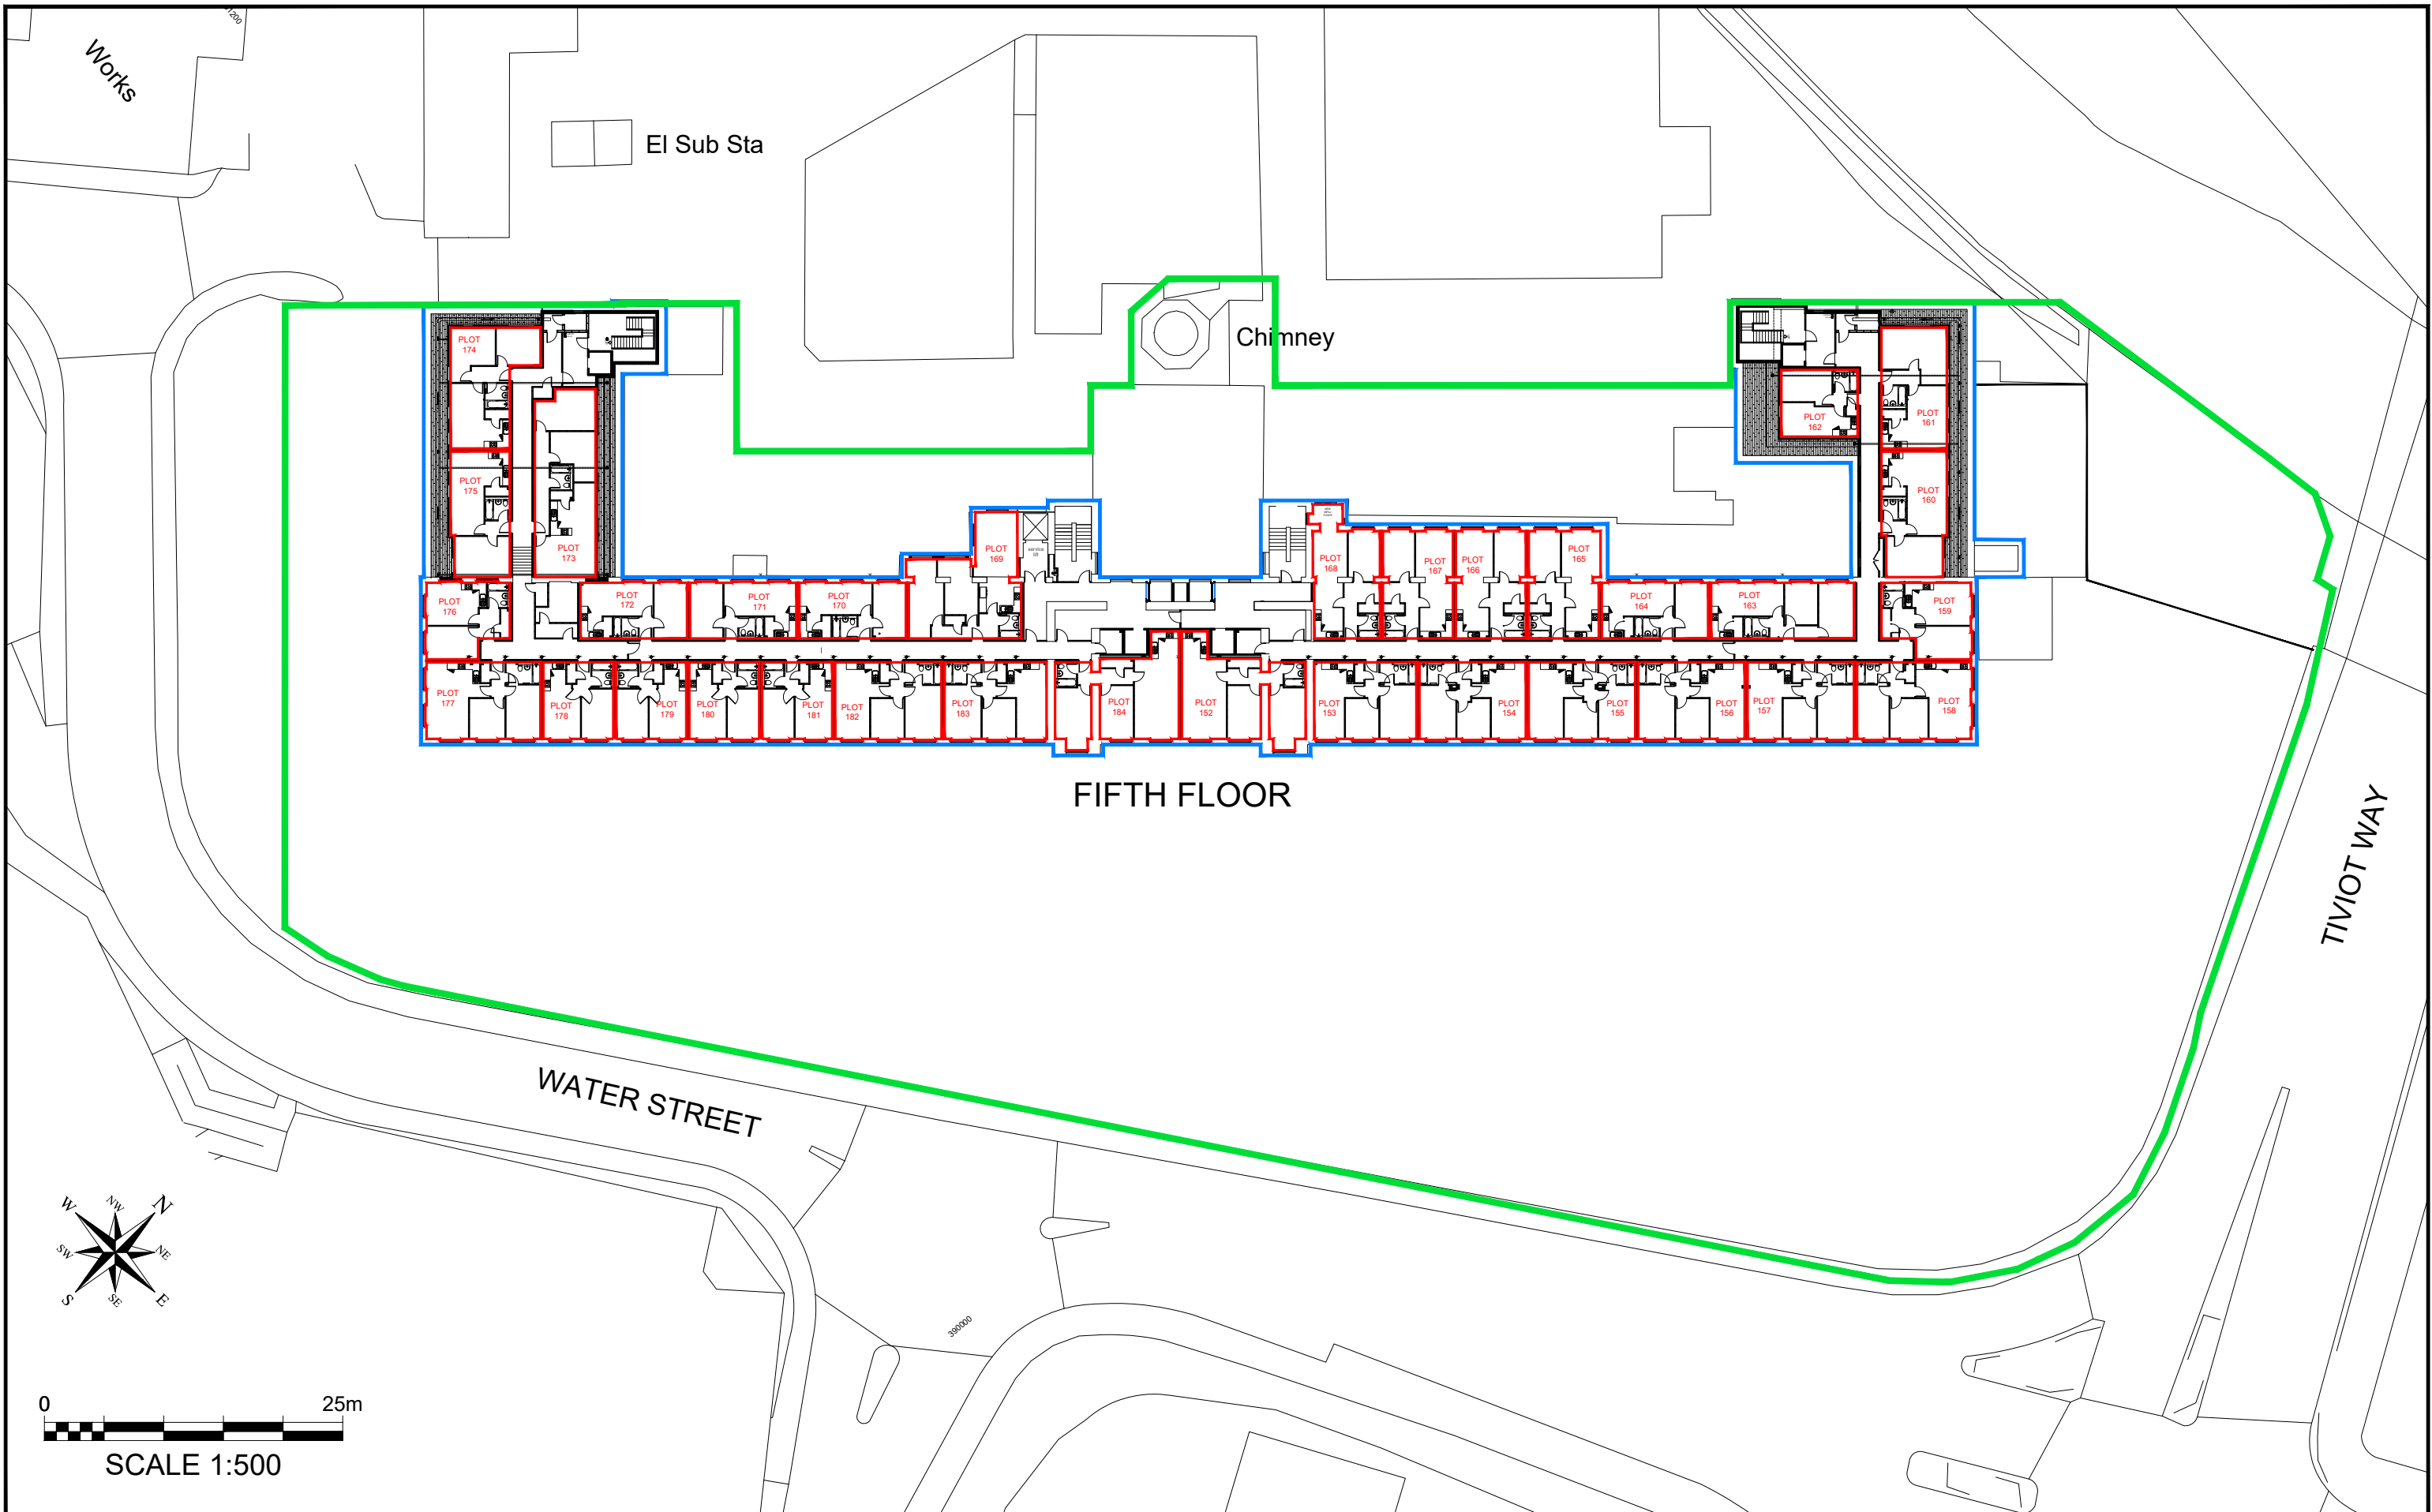 Works
El Sub Sta
Chimney
PLOT
174
PLOT
175
PLOT
173
PLOT
162
PLOT
161
PLOT
160
PLOT
169
PLOT
168
PLOT
167
PLOT
166
PLOT
165
PLOT
176
PLOT
172
PLOT
171
PLOT
170
PLOT
164
PLOT
163
PLOT
159
PLOT
177
PLOT
178
PLOT
179
PLOT
180
PLOT
181
PLOT
182
PLOT
183
PLOT
184
PLOT
152
PLOT
153
PLOT
154
PLOT
155
PLOT
156
PLOT
157
PLOT
158
FIFTH FLOOR
TIVIOT WAY
WATER STREET
390000
N
NE
E
SE
S
SW
W
NW
0
25m
SCALE 1:500